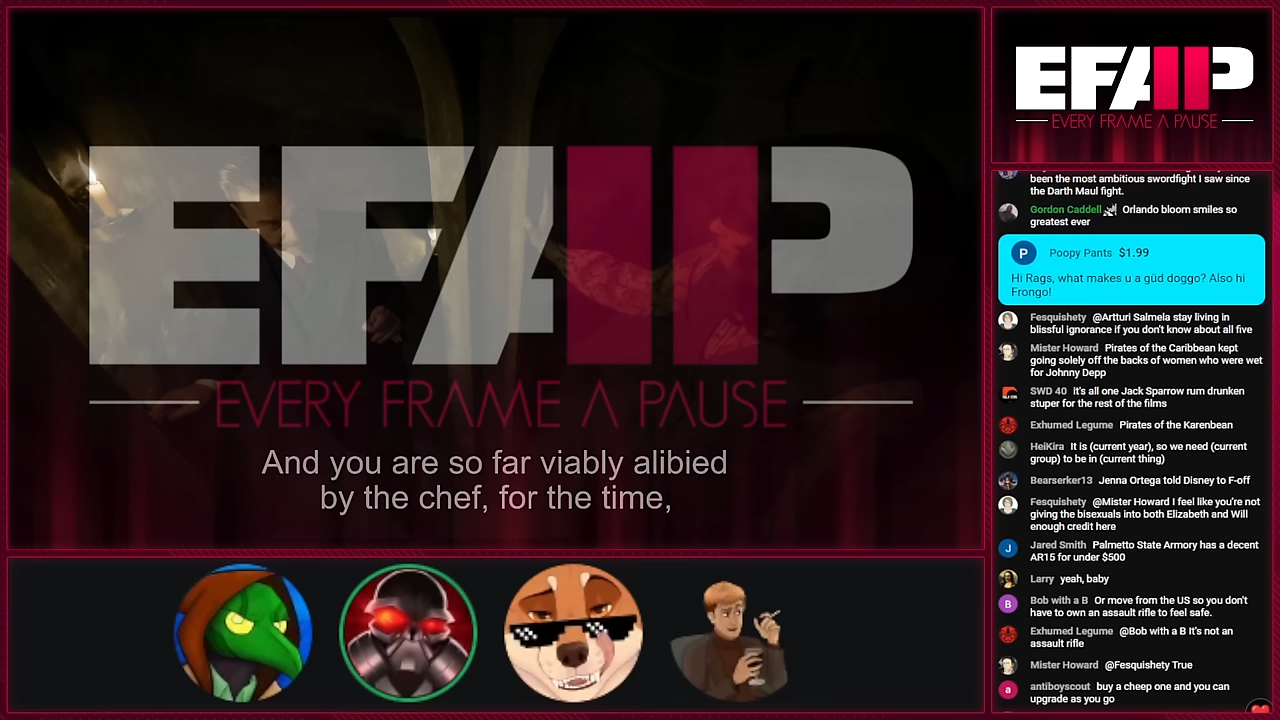 EFAP
EVERY FRAME A PAUSE
And you are so far viably alibied
by the chef, for the time,
EFAP
EVERY FRAME A PAUSE
been the most ambitious swordfight I saw since
the Darth Maul fight.
Gordon Caddell Orlando bloom smiles so
greatest ever
P Poopy Pants $1.99
Hi Rags, what makes u a güd doggo? Also hi
Frongo!
Fesquishety @Artturi Salmela stay living in
blissful ignorance if you don't know about all five
Mister Howard Pirates of the Caribbean kept
going solely off the backs of women who were wet
for Johnny Depp
SWD 40 it's all one Jack Sparrow rum drunken
stuper for the rest of the films
Exhumed Legume Pirates of the Karenbean
HeiKira It is (current year), so we need (current
group) to be in (current thing)
Bearserker13 Jenna Ortega told Disney to F-off
Fesquishety @Mister Howard I feel like you're not
giving the bisexuals into both Elizabeth and Will
enough credit here
J Jared Smith Palmetto State Armory has a decent
AR15 for under $500
Larry yeah, baby
B Bob with a B Or move from the US so you don't
have to own an assault rifle to feel safe.
Exhumed Legume @Bob with a B It's not an
assault rifle
Mister Howard @Fesquishety True
a antiboyscout buy a cheep one and you can
upgrade as you go